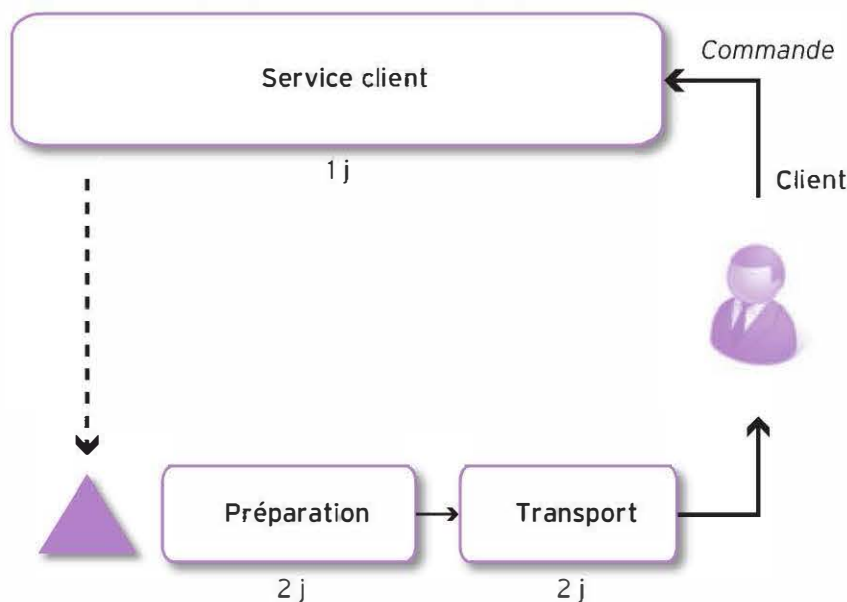 Commande
Service client
1 j
Client
Préparation
Transport
2 j
2 j